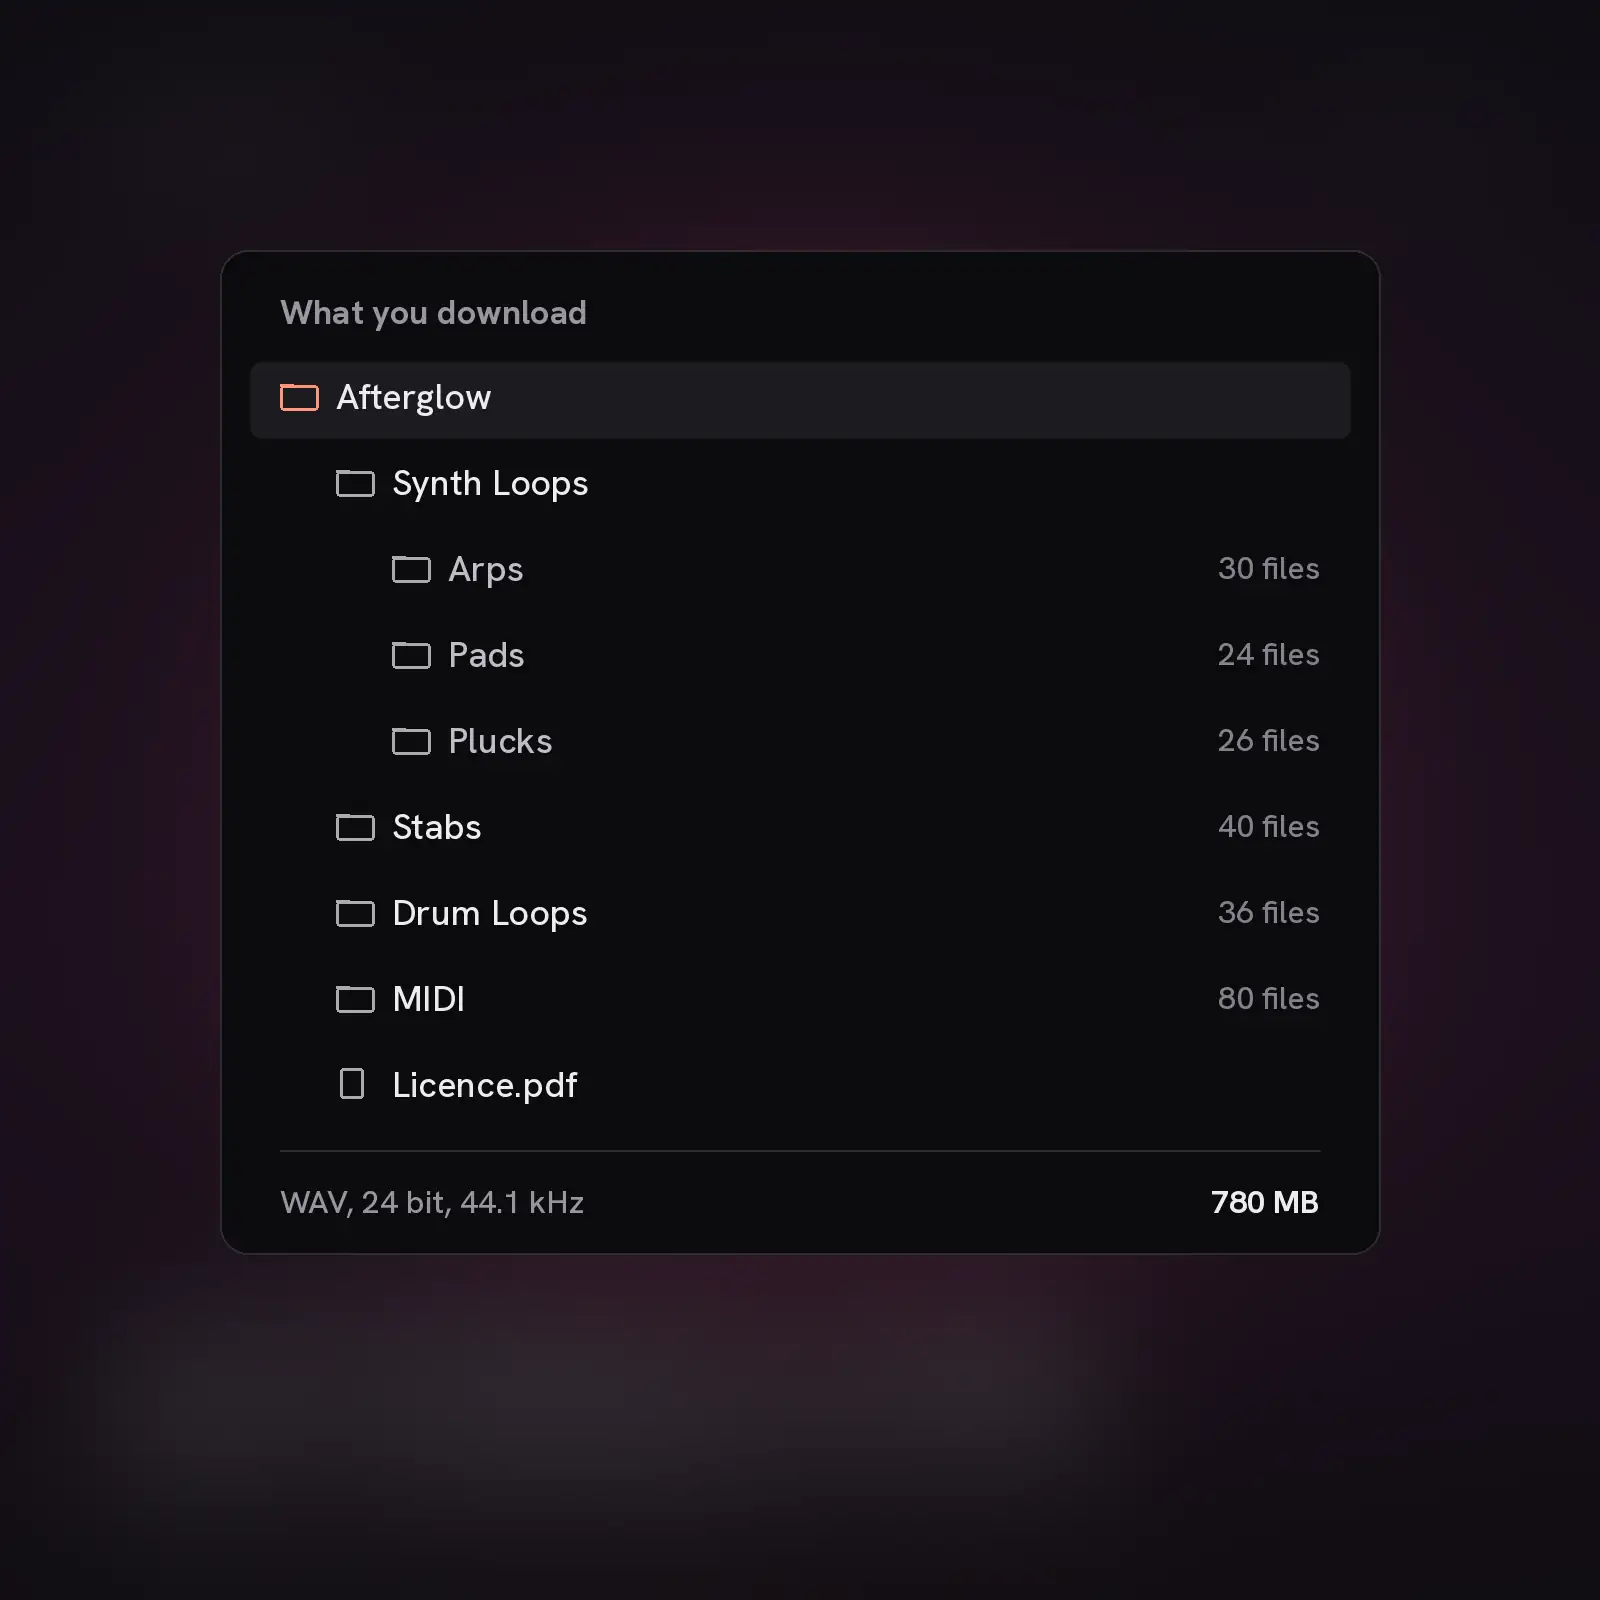 What you download
Afterglow
Synth Loops
Arps 30 files
Pads 24 files
Plucks 26 files
Stabs 40 files
Drum Loops 36 files
MIDI 80 files
Licence.pdf
WAV, 24 bit, 44.1 kHz 780 MB